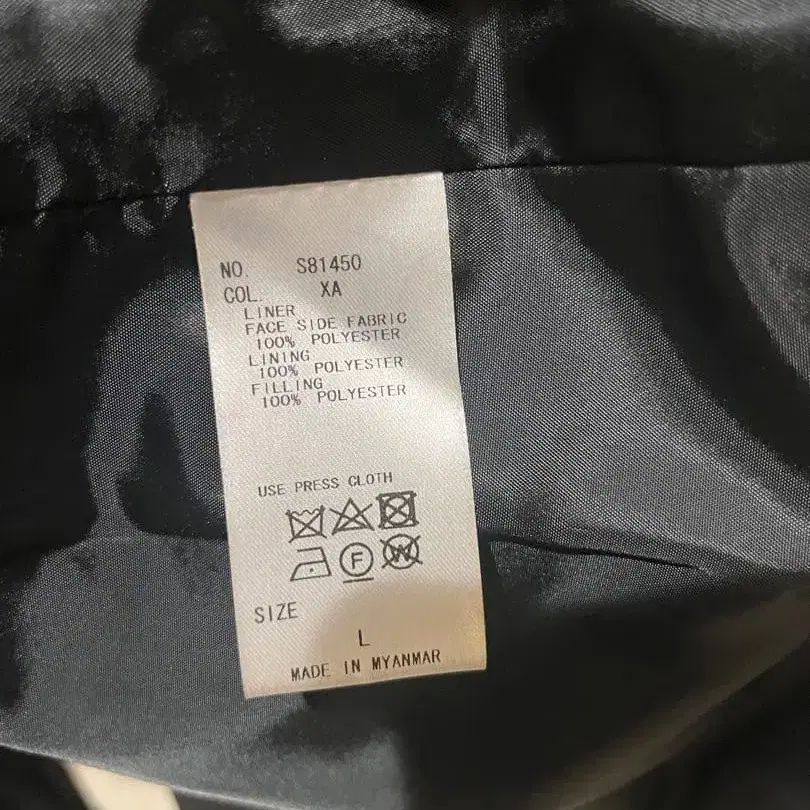 NO. S81450
COL. XA
LINER
FACE SIDE FABRIC
100% POLYESTER
LINING
100% POLYESTER
FILLING
100% POLYESTER
USE PRESS CLOTH
F W
SIZE
L
MADE IN MYANMAR